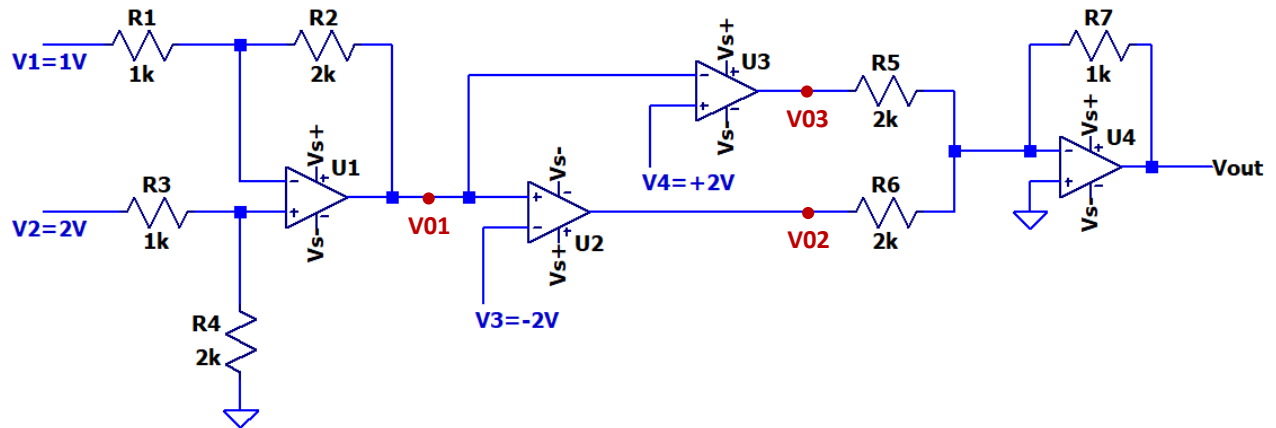 R1
V1=1V
1k
R2
2k
R3
V2=2V
1k
R4
2k
Vs+
U1
Vs-
-
+
+
V01
Vs-
-
+
-
+
U2
Vs+
V3=-2V
Vs+
U3
-
+
+
Vs-
V4=+2V
V03
R5
2k
V02
R6
2k
R7
1k
Vs+
U4
-
+
+
Vs-
Vout